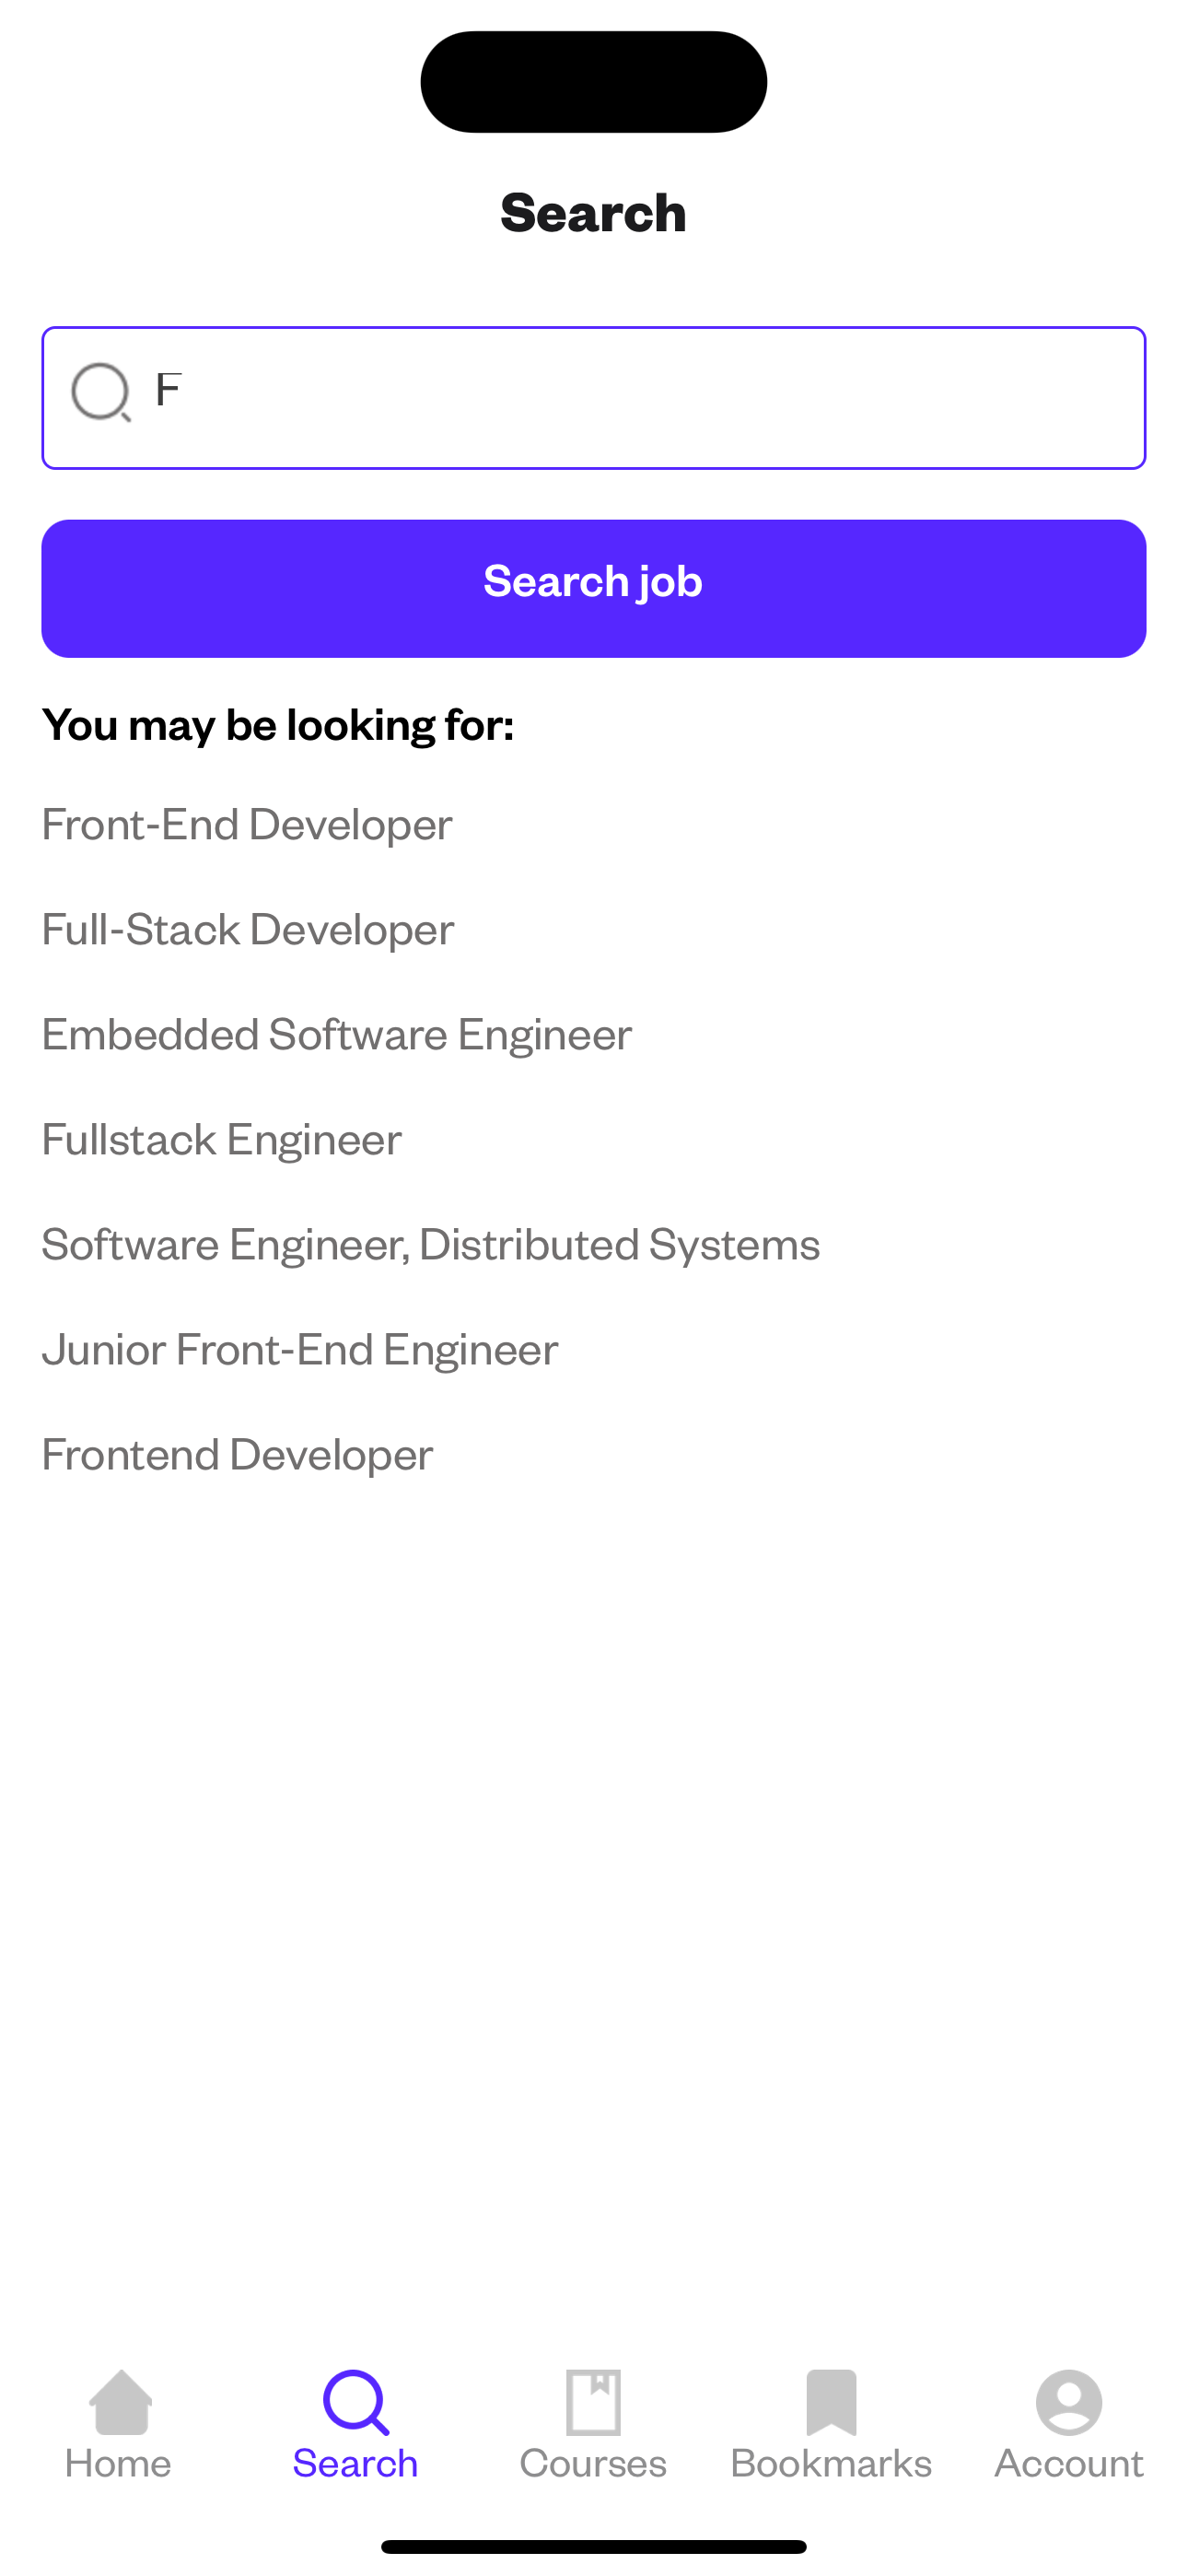 Search
F
Search job
You may be looking for:
Front-End Developer
Full-Stack Developer
Embedded Software Engineer
Fullstack Engineer
Software Engineer, Distributed Systems
Junior Front-End Engineer
Frontend Developer
Home Search Courses Bookmarks Account